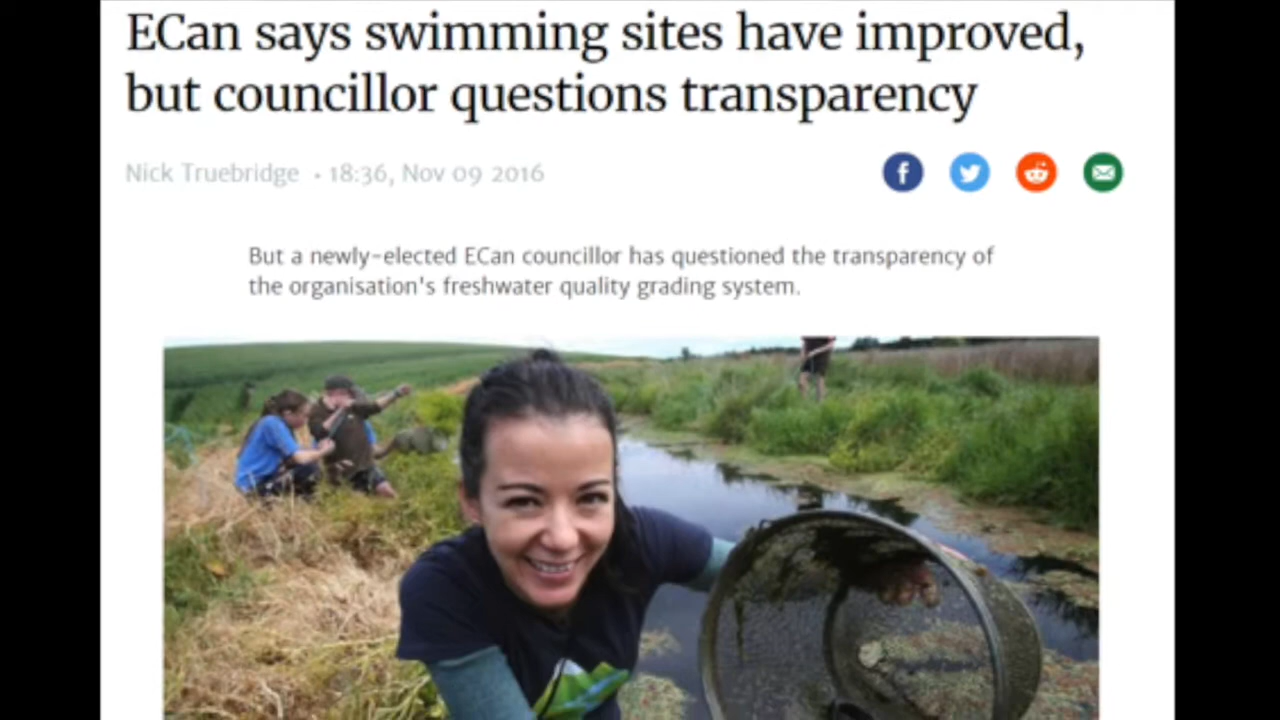 ECan says swimming sites have improved,
but councillor questions transparency
Nick Truebridge • 18:36, Nov 09 2016
But a newly-elected ECan councillor has questioned the transparency of
the organisation's freshwater quality grading system.